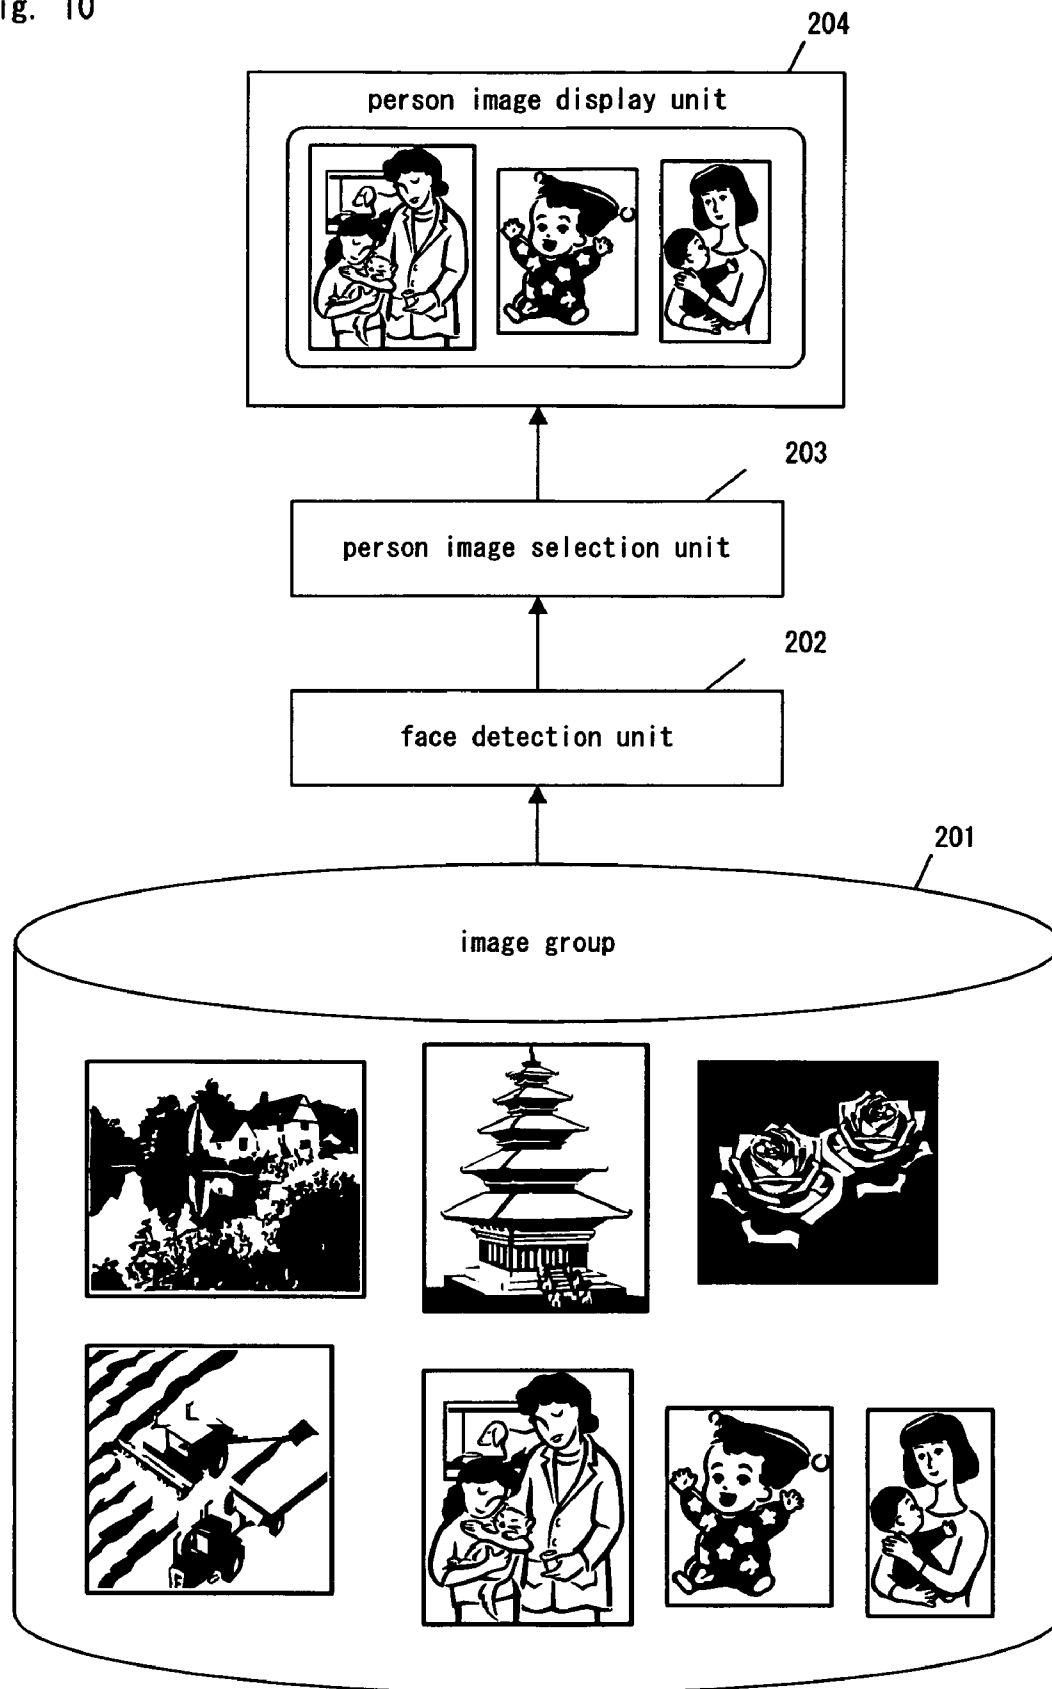 ig. 10
204
person image display unit
203
person image selection unit
202
face detection unit
201
image group